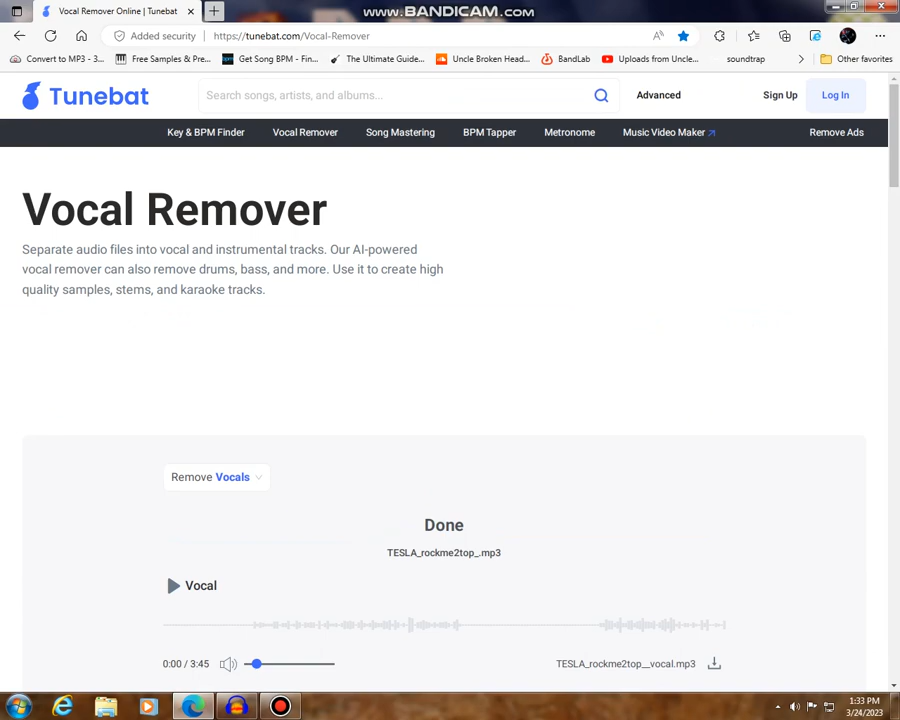 Vocal Remover Online | Tunebat
WWW.BANDICAM.COM
Added security
https://tunebat.com/Vocal-Remover
Convert to MP3 - 3...
Free Samples & Pre...
Get Song BPM - Fin...
The Ultimate Guide...
Uncle Broken Head...
BandLab
Uploads from Uncle...
soundtrap
Other favorites
Tunebat
Search songs, artists, and albums...
Advanced
Sign Up
Log In
Key & BPM Finder
Vocal Remover
Song Mastering
BPM Tapper
Metronome
Music Video Maker
Remove Ads
Vocal Remover
Separate audio files into vocal and instrumental tracks. Our AI-powered
vocal remover can also remove drums, bass, and more. Use it to create high
quality samples, stems, and karaoke tracks.
Remove Vocals
Done
TESLA_rockme2top_.mp3
Vocal
0:00 / 3:45
TESLA_rockme2top__vocal.mp3
1:33 PM
3/24/2023